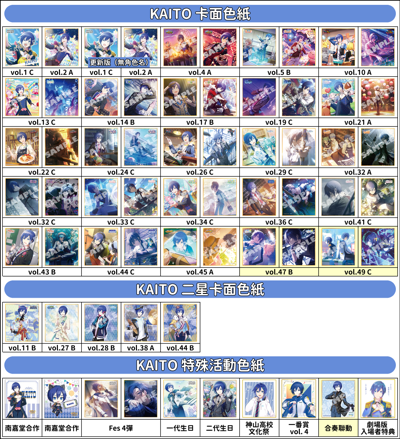 KAITO 卡面色紙
更新版（無角色名）
vol.1 C vol.2 A vol.1 C vol.2 A vol.4 A vol.5 B vol.10 A
vol.13 C vol.14 B vol.17 B vol.19 C vol.21 A
vol.22 C vol.24 C vol.26 C vol.29 C vol.32 A
vol.32 C vol.33 C vol.34 C vol.36 C vol.41 C
vol.43 B vol.44 C vol.45 A vol.47 B vol.49 C
KAITO 二星卡面色紙
vol.11 B vol.27 B vol.28 B vol.38 A vol.44 B
KAITO 特殊活動色紙
南嘉堂合作 南嘉堂合作 Fes 4彈 一代生日 二代生日 神山高校 一番賞 合奏聯動 劇場版
文化祭 vol. 4 入場者特典